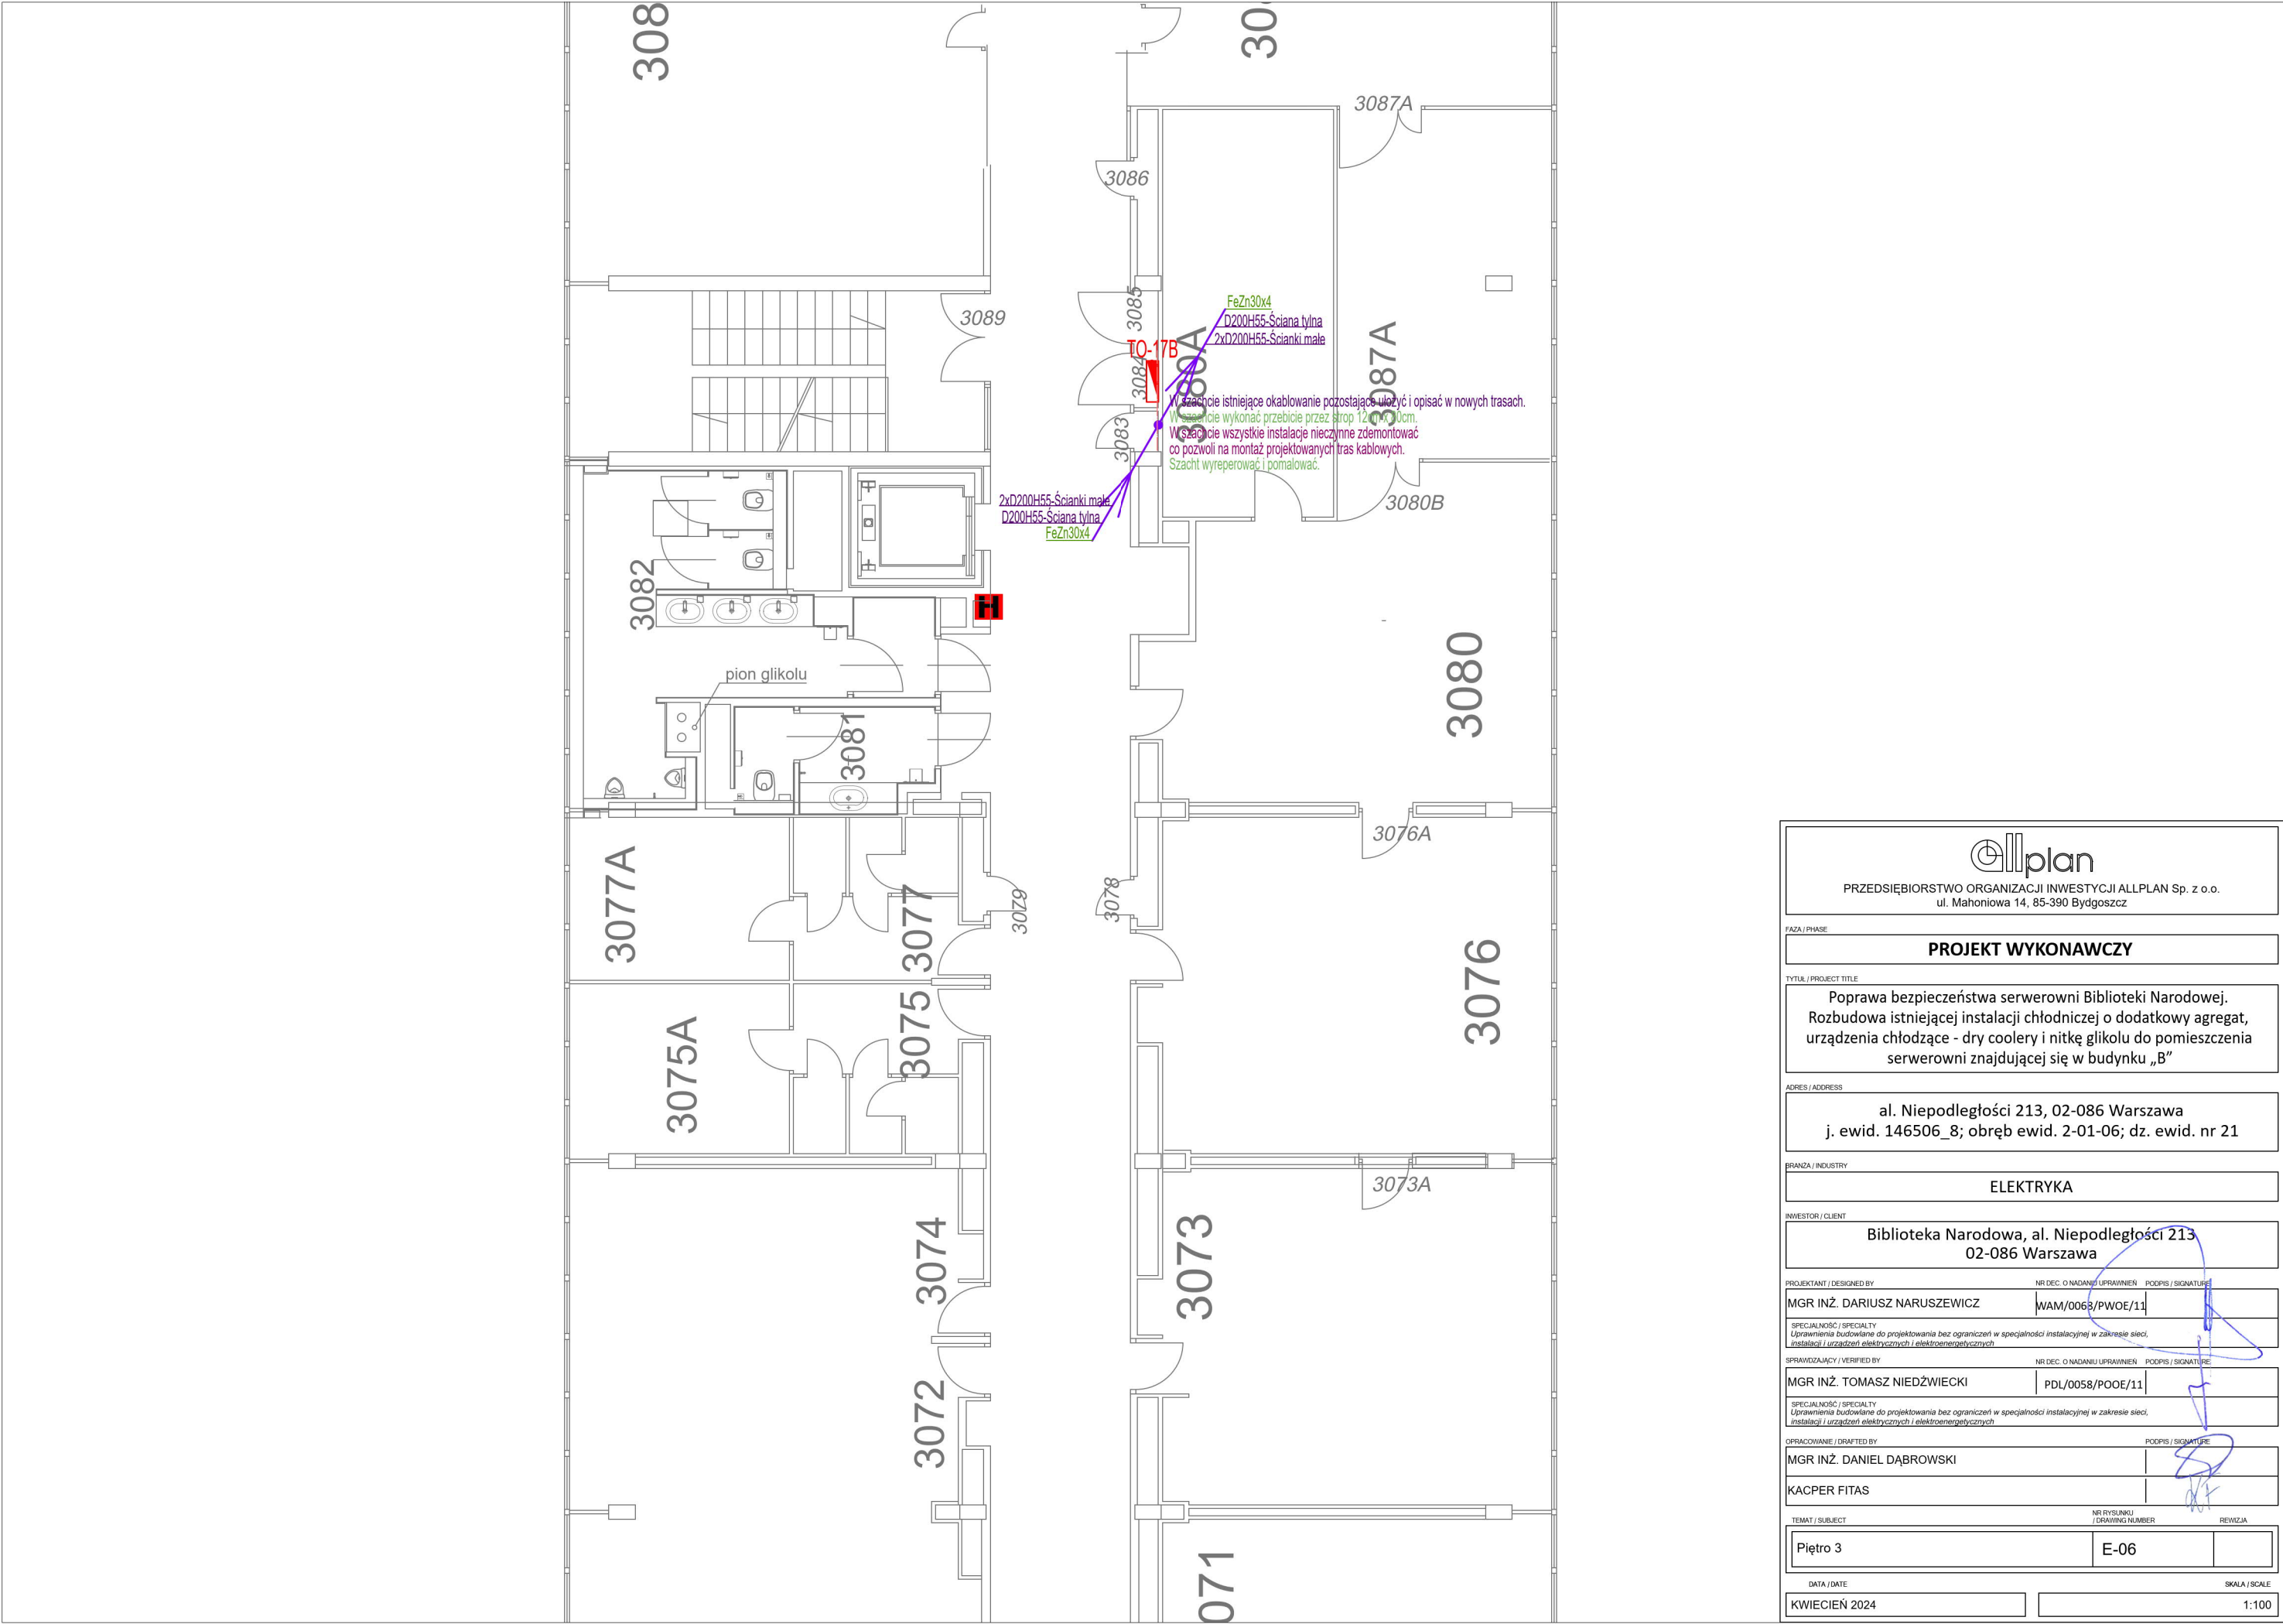 308
3087A
3086
3089
3085
FeZn30x4
D200H55-Ściana tylna
2xD200H55-Ścianki małe
TO-17B
3084
3080A
3087A
W szachcie istniejące okablowanie pozostające ułożyć i opisać w nowych trasach.
W szachcie wykonać przebicie przez strop
W szachcie wszystkie instalacje nieczynne zdemontować
co pozwoli na montaż projektowanych tras kablowych.
Szacht wyreperować i pomalować.
3083
2xD200H55-Ścianki małe
D200H55-Ściana tylna
FeZn30x4
3080B
3082
H
pion glikolu
3080
3081
3076A
3077A
3077
3079
3078
3076
3075A
3075
3073A
3074
3073
3072
071
allplan
PRZEDSIĘBIORSTWO ORGANIZACJI INWESTYCJI ALLPLAN Sp. z o.o.
ul. Mahoniowa 14, 85-390 Bydgoszcz
FAZA / PHASE
PROJEKT WYKONAWCZY
TYTUŁ / PROJECT TITLE
Poprawa bezpieczeństwa serwerowni Biblioteki Narodowej.
Rozbudowa istniejącej instalacji chłodniczej o dodatkowy agregat,
urządzenia chłodzące - dry coolery i nitkę glikolu do pomieszczenia
serwerowni znajdującej się w budynku „B”
ADRES / ADDRESS
al. Niepodległości 213, 02-086 Warszawa
j. ewid. 146506_8; obręb ewid. 2-01-06; dz. ewid. nr 21
BRANŻA / INDUSTRY
ELEKTRYKA
INWESTOR / CLIENT
Biblioteka Narodowa, al. Niepodległości 213
02-086 Warszawa
PROJEKTANT / DESIGNED BY NR DEC. O NADANIU UPRAWNIEŃ PODPIS / SIGNATURE
MGR INŻ. DARIUSZ NARUSZEWICZ WAM/0063/PWOE/11
SPECJALNOŚĆ / SPECIALTY
Uprawnienia budowlane do projektowania bez ograniczeń w specjalności instalacyjnej w zakresie sieci,
instalacji i urządzeń elektrycznych i elektroenergetycznych
SPRAWDZAJĄCY / VERIFIED BY NR DEC. O NADANIU UPRAWNIEŃ PODPIS / SIGNATURE
MGR INŻ. TOMASZ NIEDŹWIECKI PDL/0058/POOE/11
SPECJALNOŚĆ / SPECIALTY
Uprawnienia budowlane do projektowania bez ograniczeń w specjalności instalacyjnej w zakresie sieci,
instalacji i urządzeń elektrycznych i elektroenergetycznych
OPRACOWANIE / DRAFTED BY PODPIS / SIGNATURE
MGR INŻ. DANIEL DĄBROWSKI
KACPER FITAS
TEMAT / SUBJECT NR RYSUNKU / DRAWING NUMBER REWIZJA
Piętro 3 E-06
DATA / DATE SKALA / SCALE
KWIECIEŃ 2024 1:100